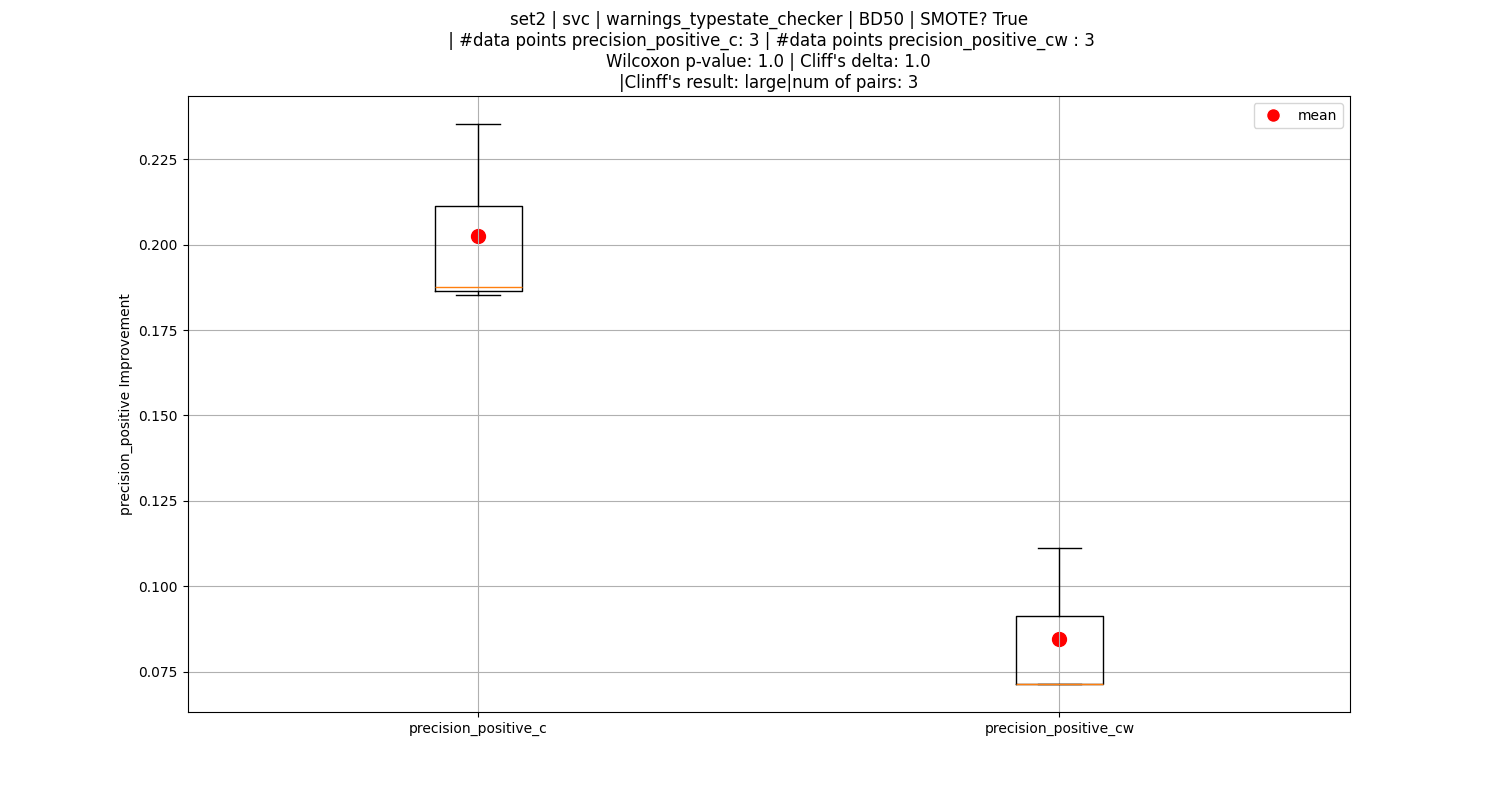 set2 | svc | warnings_typestate_checker | BD50 | SMOTE? True
| #data points precision_positive_c: 3 | #data points precision_positive_cw : 3
Wilcoxon p-value: 1.0 | Cliff's delta: 1.0
|Clinff's result: large|num of pairs: 3
mean
0.225
0.200
0.175
0.150
0.125
0.100
0.075
precision_positive Improvement
precision_positive_c
precision_positive_cw